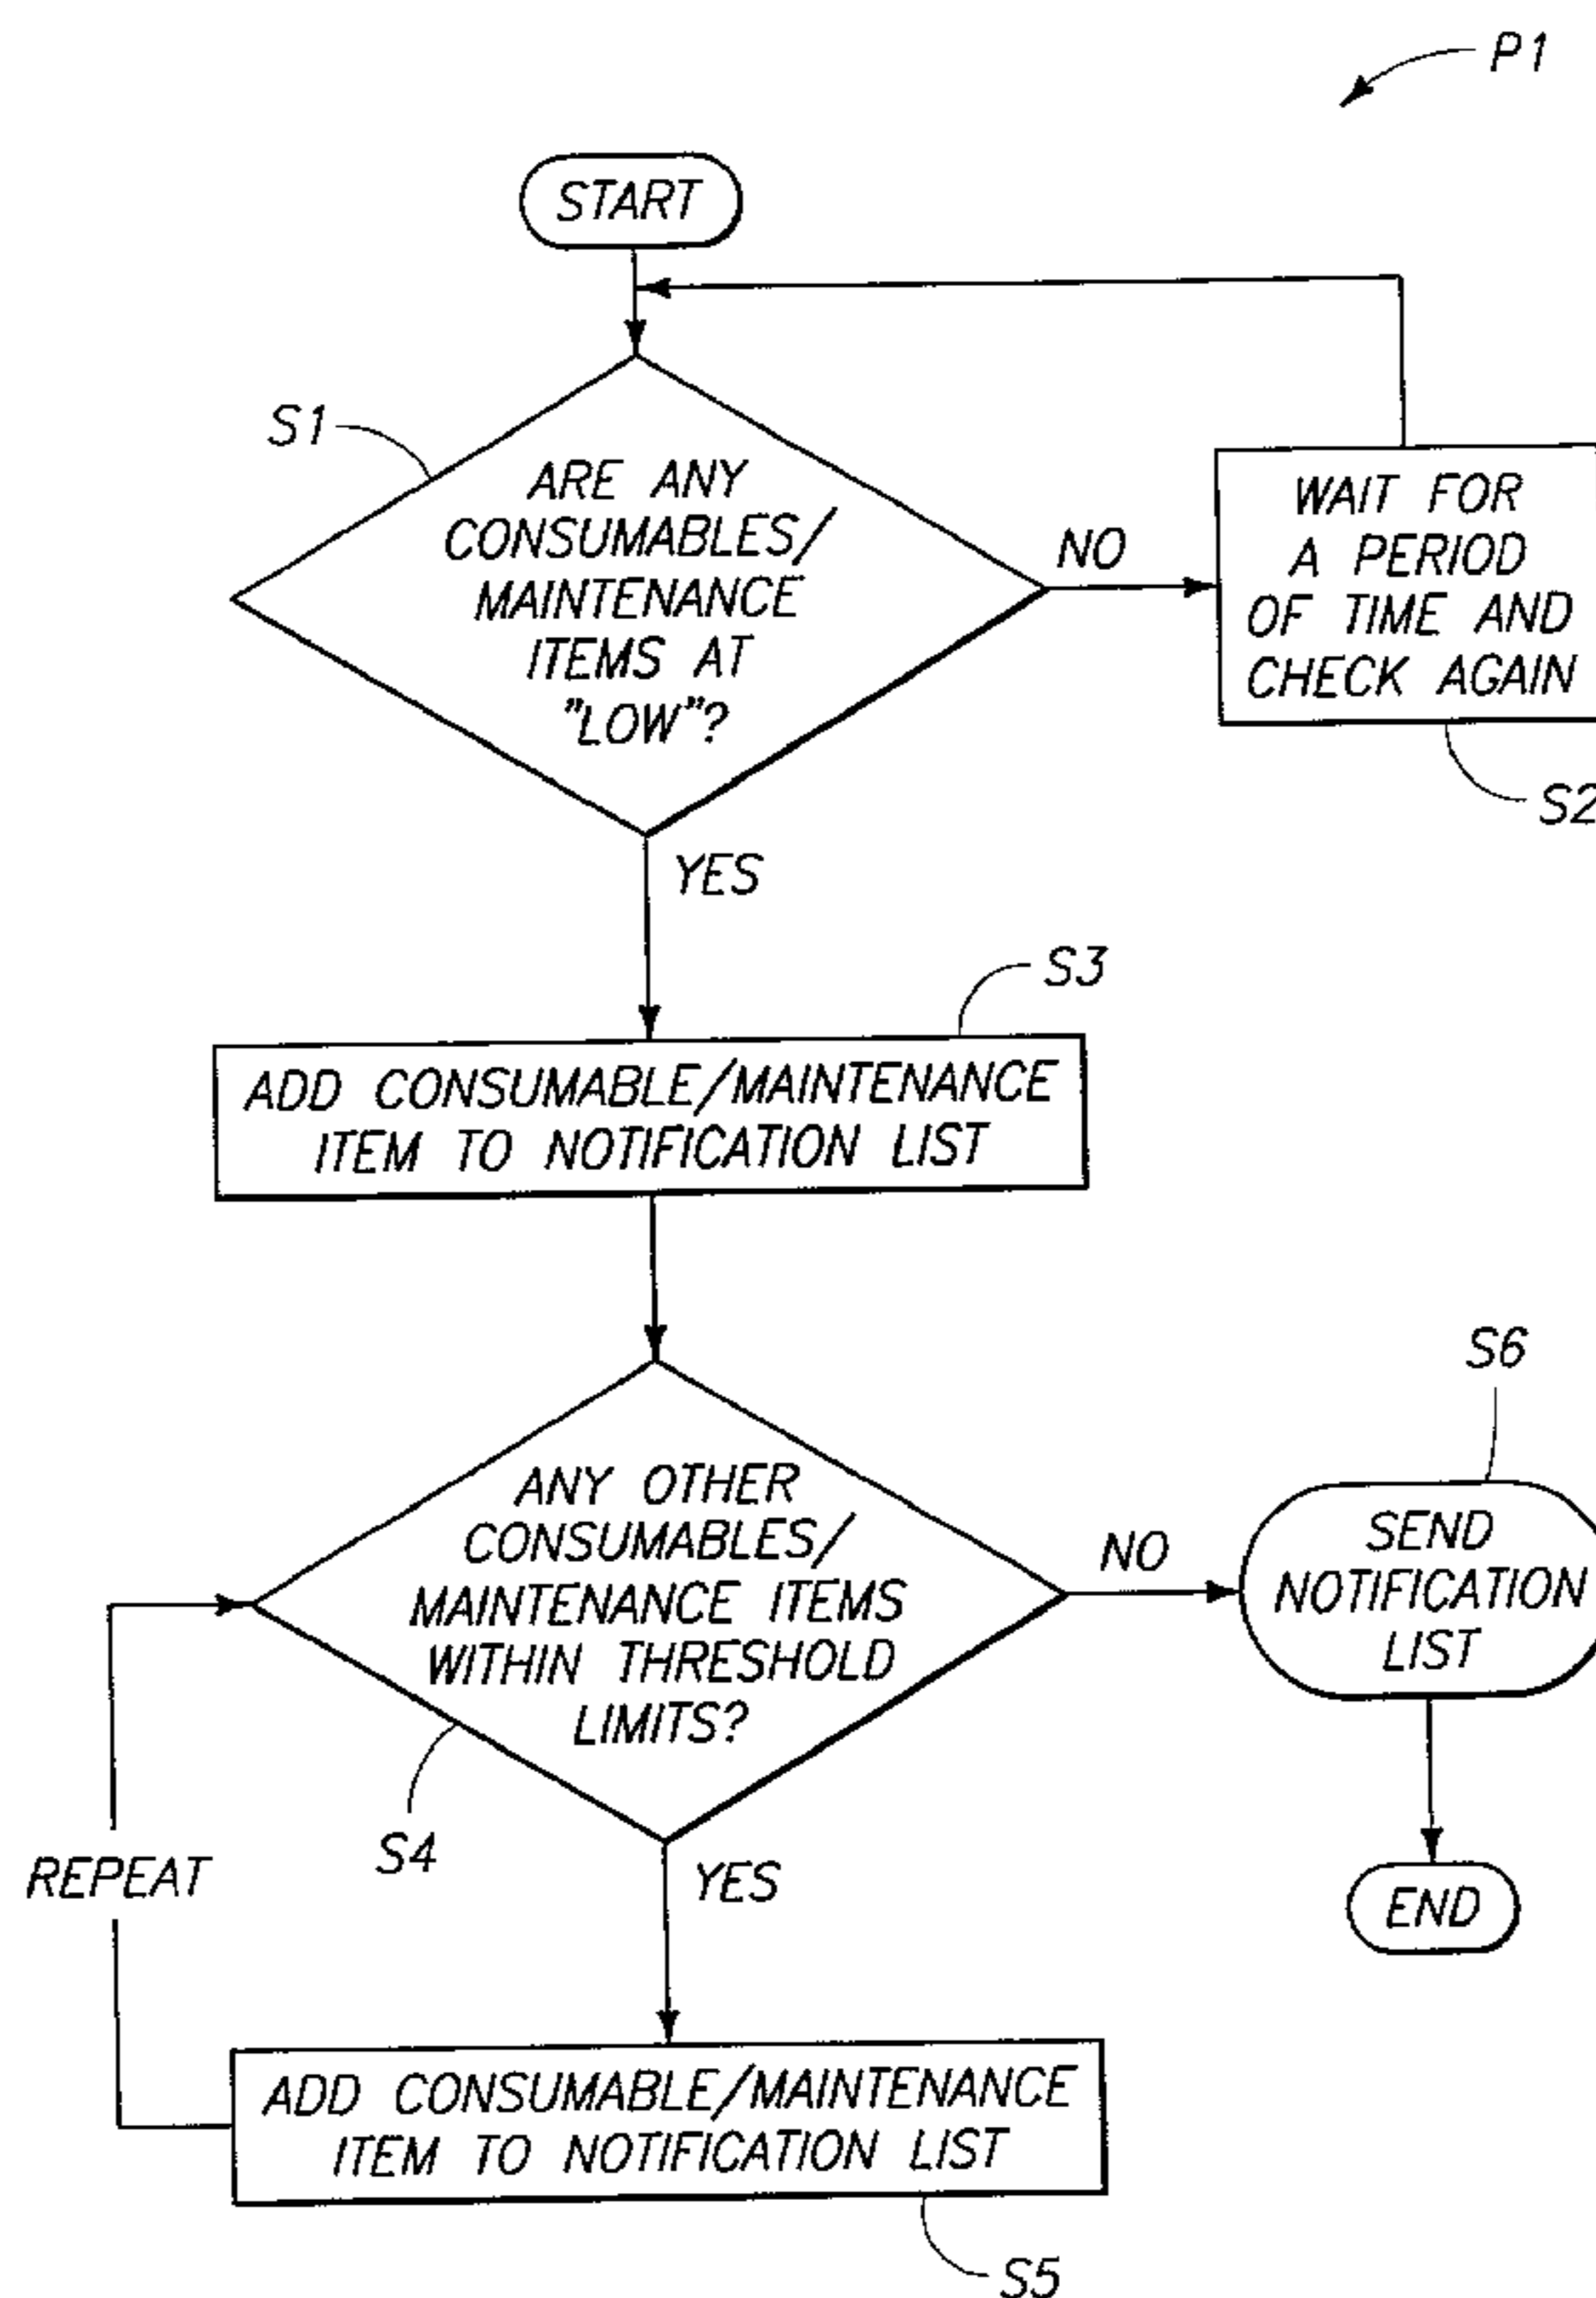 P1
START
S1
ARE ANY
CONSUMABLES/
MAINTENANCE
ITEMS AT
"LOW"?
NO
WAIT FOR
A PERIOD
OF TIME AND
CHECK AGAIN
S2
YES
S3
ADD CONSUMABLE/MAINTENANCE
ITEM TO NOTIFICATION LIST
S6
ANY OTHER
CONSUMABLES/
MAINTENANCE ITEMS
WITHIN THRESHOLD
LIMITS?
NO
SEND
NOTIFICATION
LIST
S4
YES
REPEAT
END
ADD CONSUMABLE/MAINTENANCE
ITEM TO NOTIFICATION LIST
S5